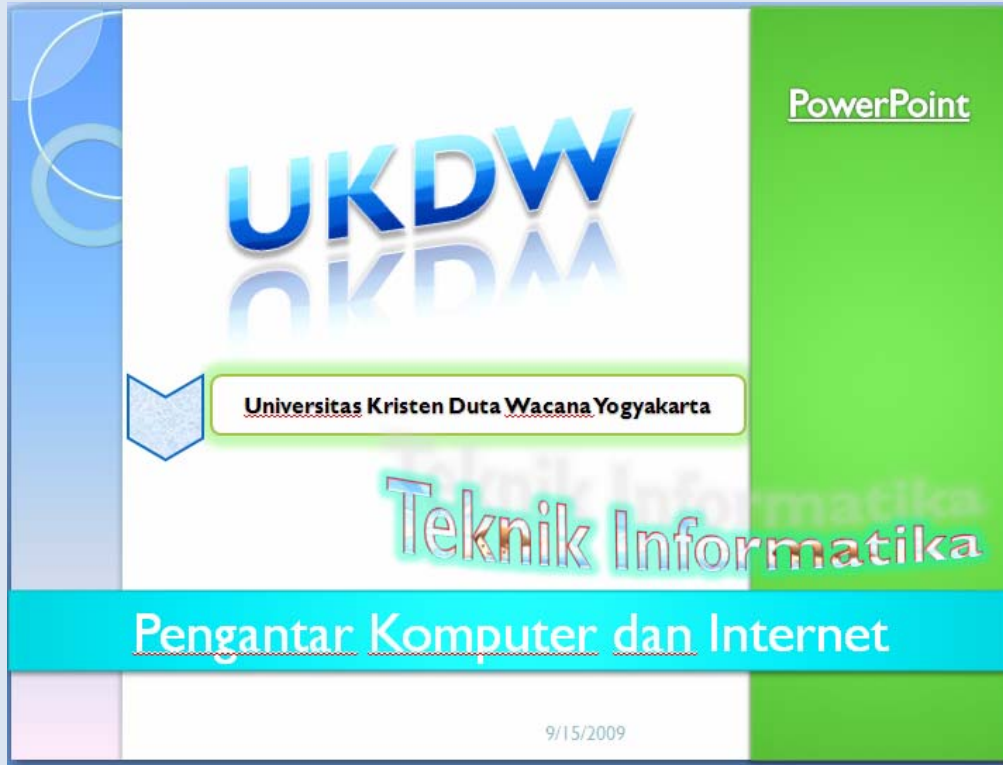 PowerPoint
UKDW
Universitas Kristen Duta Wacana Yogyakarta
Teknik Informatika
Pengantar Komputer dan Internet
9/15/2009